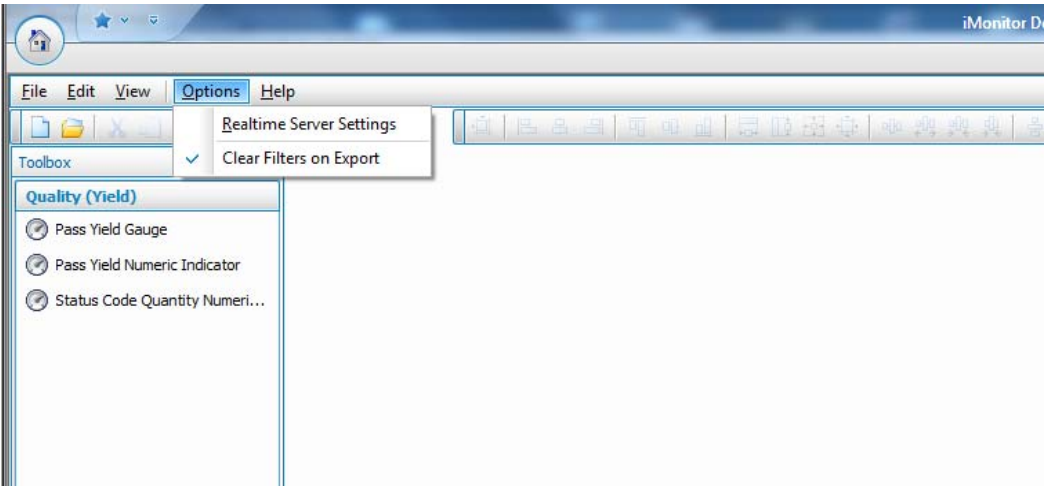 iMonitor De
File Edit View Options Help
Realtime Server Settings
Clear Filters on Export
Toolbox
Quality (Yield)
Pass Yield Gauge
Pass Yield Numeric Indicator
Status Code Quantity Numeri...